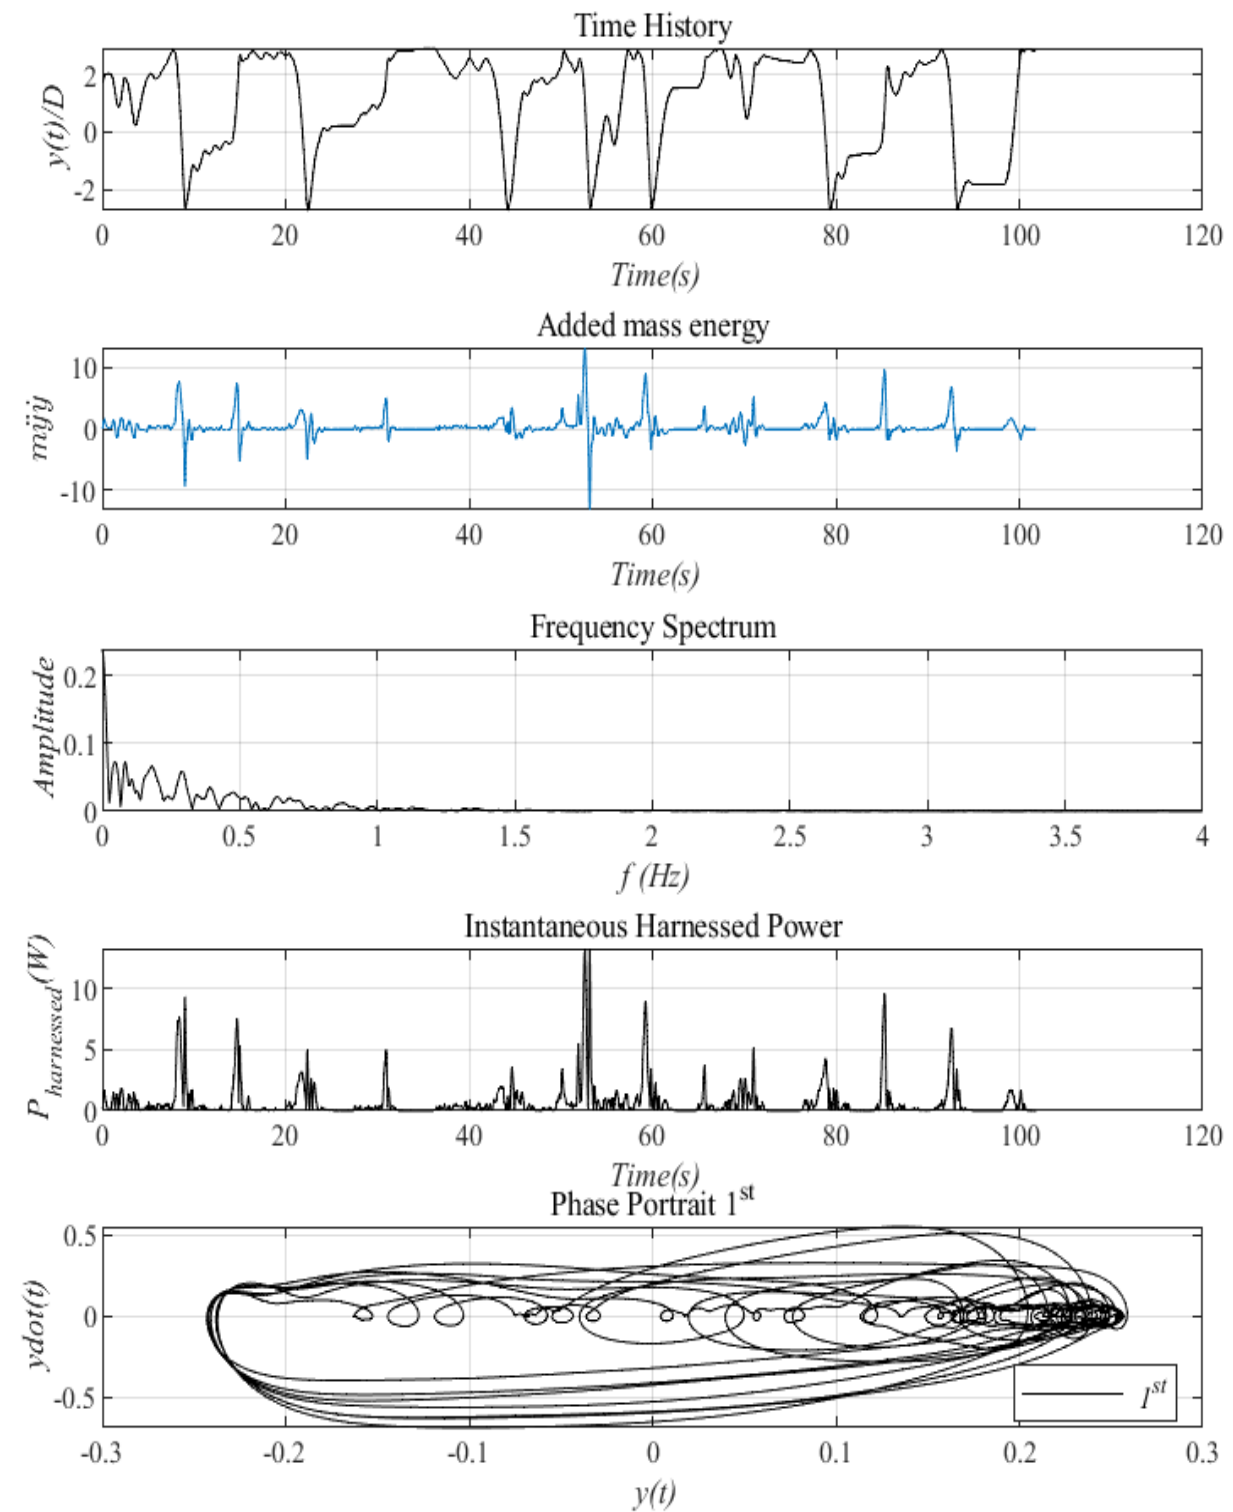 Time History
y(t)/D
2
0
-2
0 20 40 60 80 100 120
Time(s)
Added mass energy
mÿẏ
10
0
-10
0 20 40 60 80 100 120
Time(s)
Frequency Spectrum
Amplitude
0.2
0.1
0
0 0.5 1 1.5 2 2.5 3 3.5 4
f (Hz)
Instantaneous Harnessed Power
P harnessed (W)
10
5
0
0 20 40 60 80 100 120
Time(s)
Phase Portrait 1st
ydot(t)
0.5
0
-0.5
1st
-0.3 -0.2 -0.1 0 0.1 0.2 0.3
y(t)